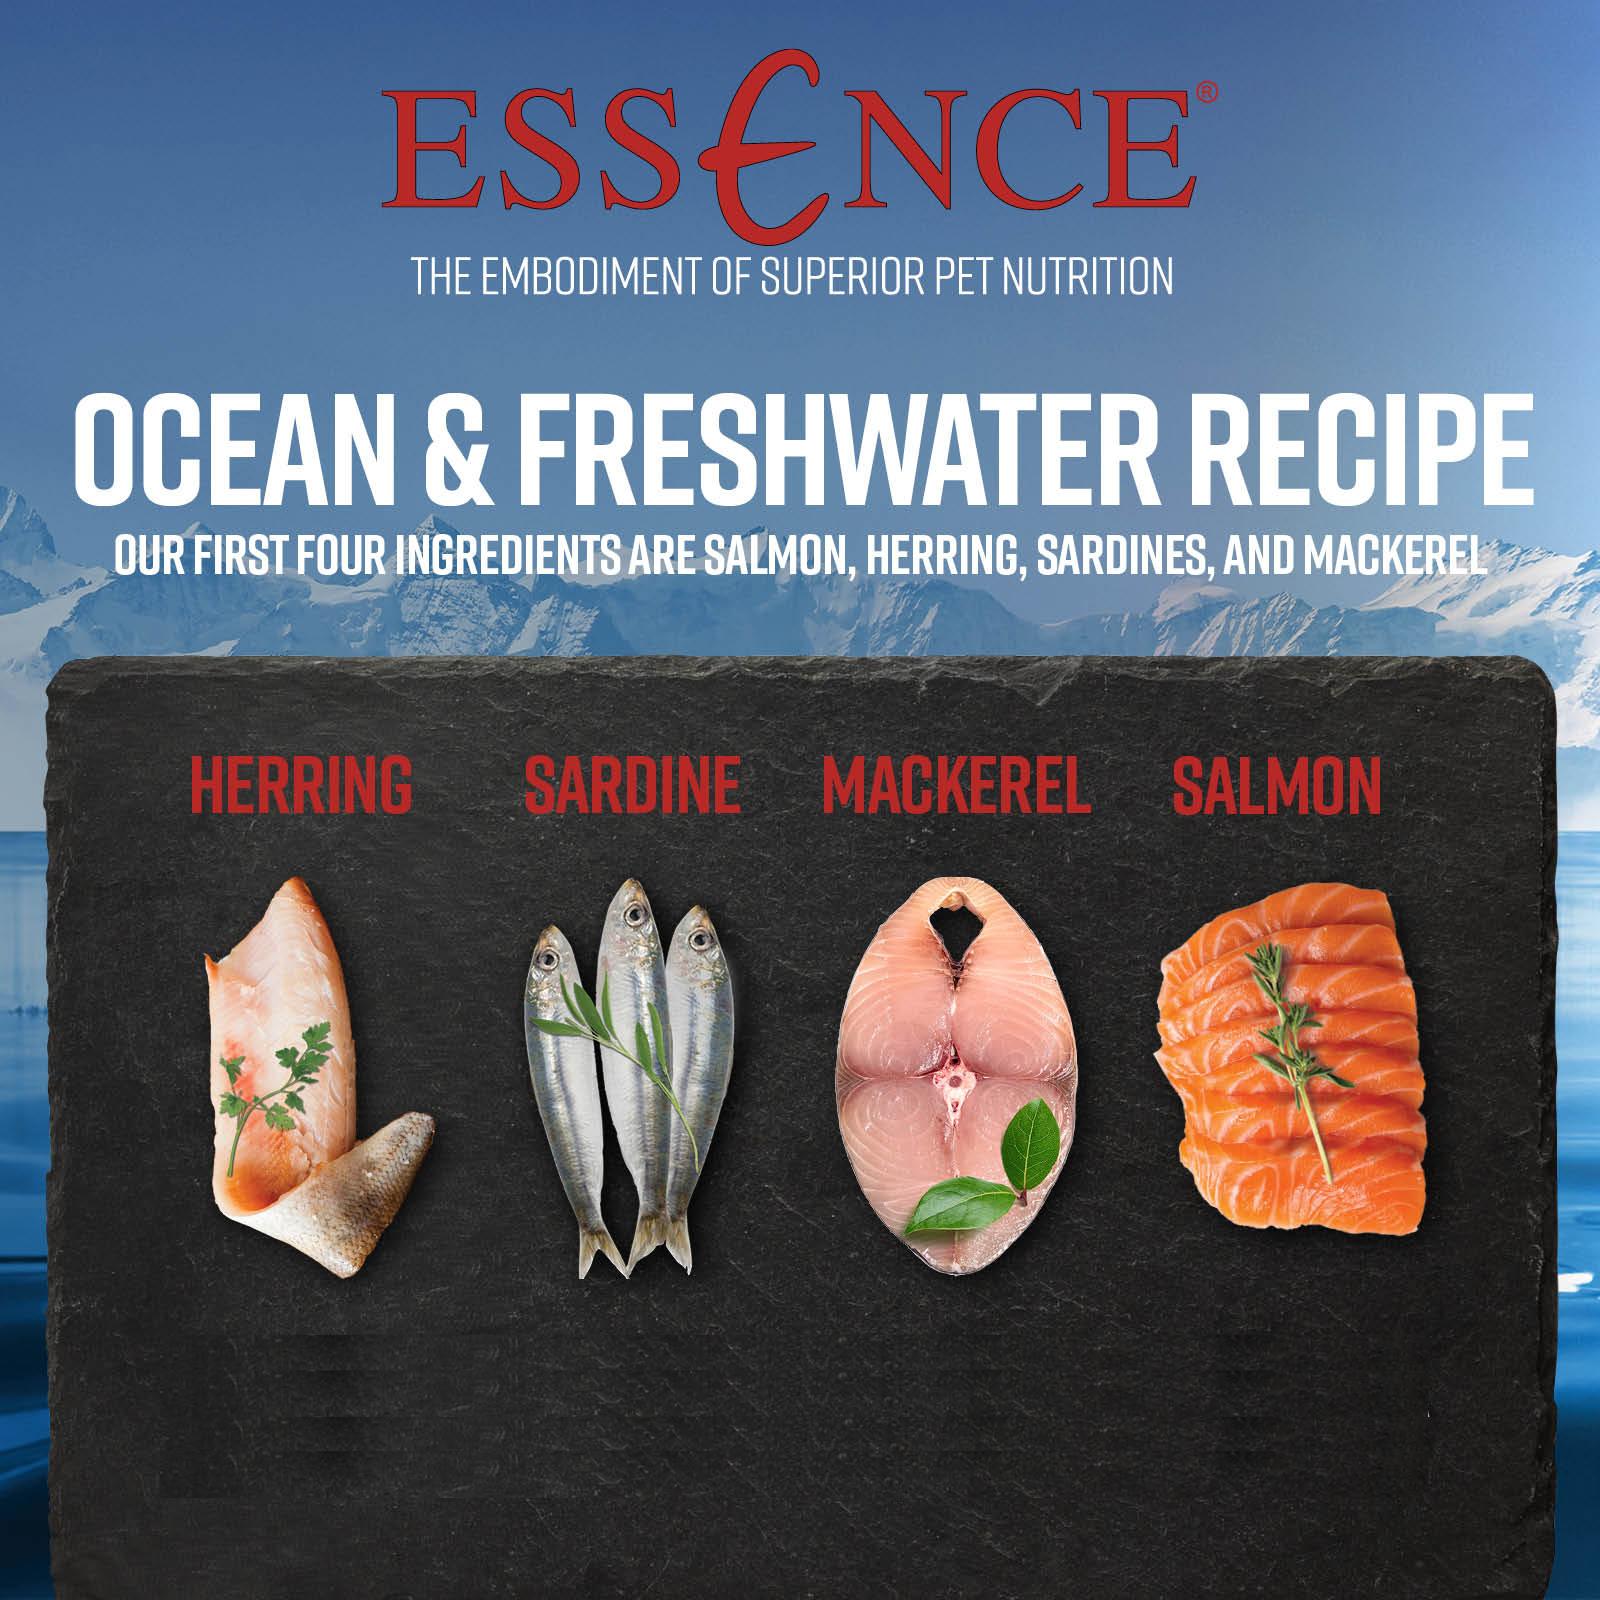 ESSENCE®
THE EMBODIMENT OF SUPERIOR PET NUTRITION
OCEAN & FRESHWATER RECIPE
OUR FIRST FOUR INGREDIENTS ARE SALMON, HERRING, SARDINES, AND MACKEREL
HERRING SARDINE MACKEREL SALMON